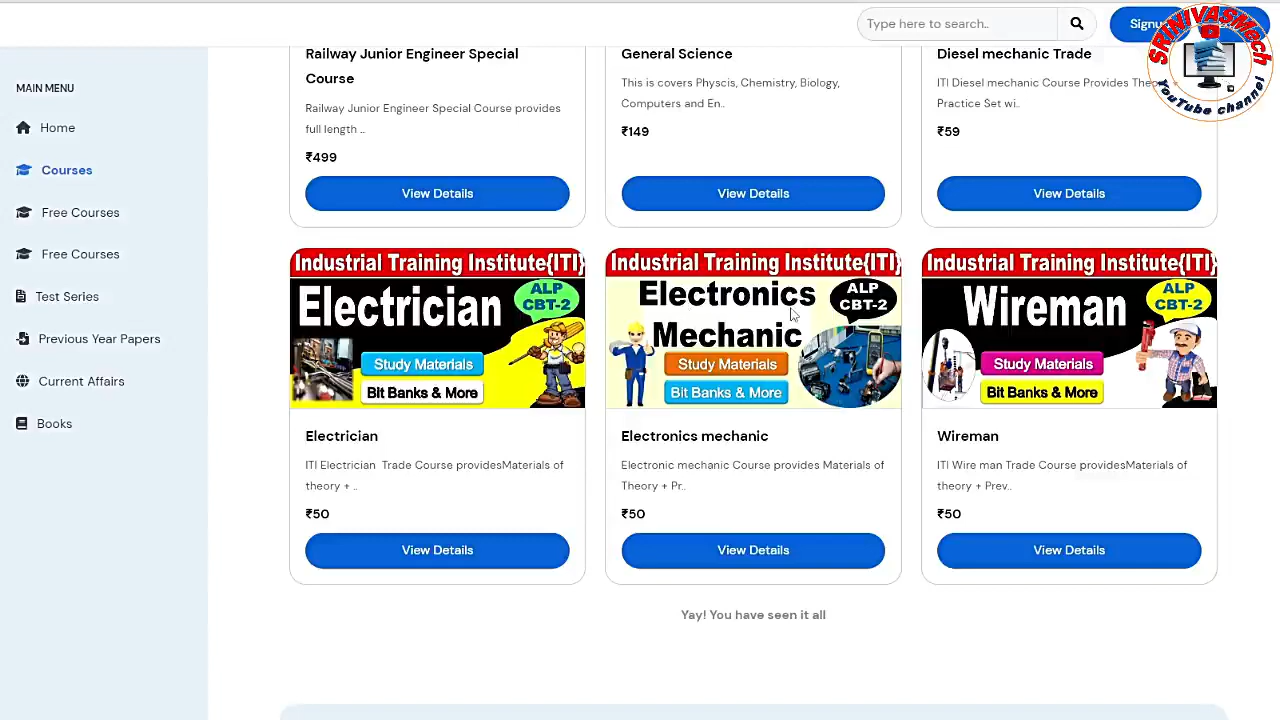 Type here to search..
Signu
SRINIVASMech
YouTube channel
MAIN MENU
Home
Courses
Free Courses
Free Courses
Test Series
Previous Year Papers
Current Affairs
Books
Railway Junior Engineer Special
Course
Railway Junior Engineer Special Course provides
full length ..
₹499
View Details
General Science
This is covers Physcis, Chemistry, Biology,
Computers and En..
₹149
View Details
Diesel mechanic Trade
ITI Diesel mechanic Course Provides Theo
Practice Set wi..
₹59
View Details
Industrial Training Institute{ITI}
Electrician
ALP
CBT-2
Study Materials
Bit Banks & More
Electrician
ITI Electrician Trade Course providesMaterials of
theory + ..
₹50
View Details
Industrial Training Institute{ITI}
Electronics
Mechanic
ALP
CBT-2
Study Materials
Bit Banks & More
Electronics mechanic
Electronic mechanic Course provides Materials of
Theory + Pr..
₹50
View Details
Industrial Training Institute{ITI}
Wireman
ALP
CBT-2
Study Materials
Bit Banks & More
Wireman
ITI Wire man Trade Course providesMaterials of
theory + Prev..
₹50
View Details
Yay! You have seen it all